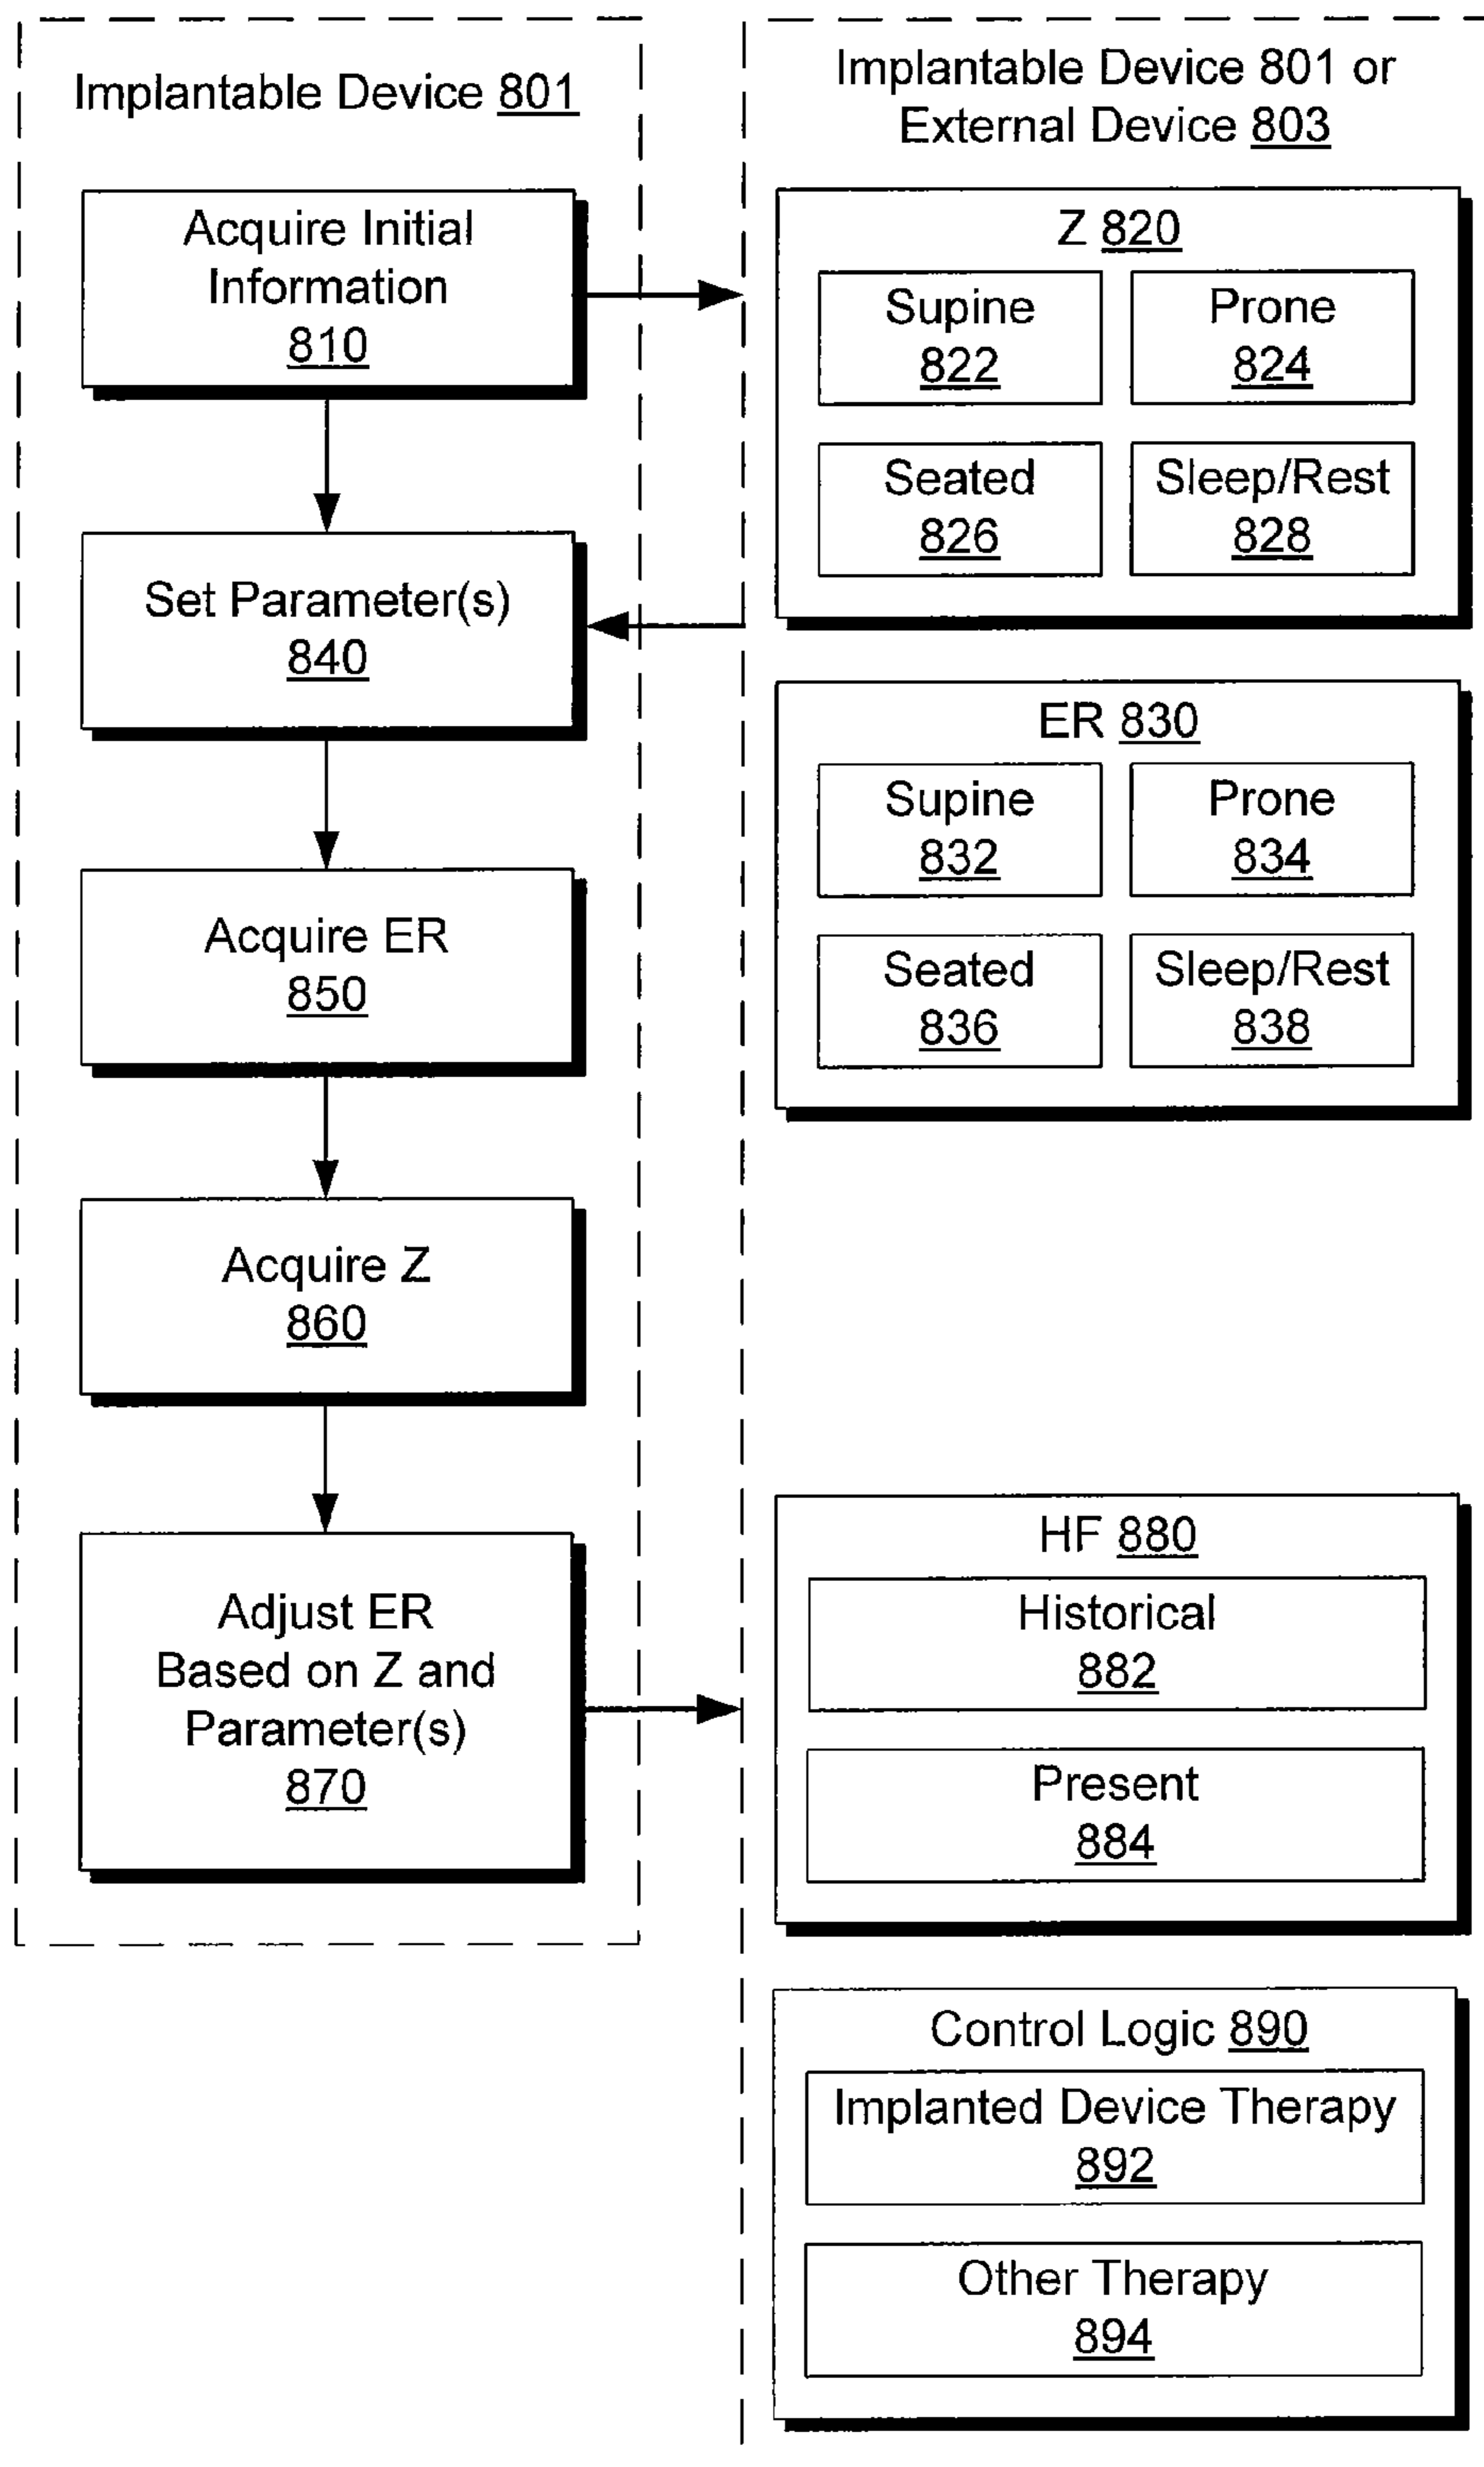 Implantable Device 801
Acquire Initial
Information
810
Set Parameter(s)
840
Acquire ER
850
Acquire Z
860
Adjust ER
Based on Z and
Parameter(s)
870
Implantable Device 801 or
External Device 803
Z 820
Supine
822
Prone
824
Seated
826
Sleep/Rest
828
ER 830
Supine
832
Prone
834
Seated
836
Sleep/Rest
838
HF 880
Historical
882
Present
884
Control Logic 890
Implanted Device Therapy
892
Other Therapy
894